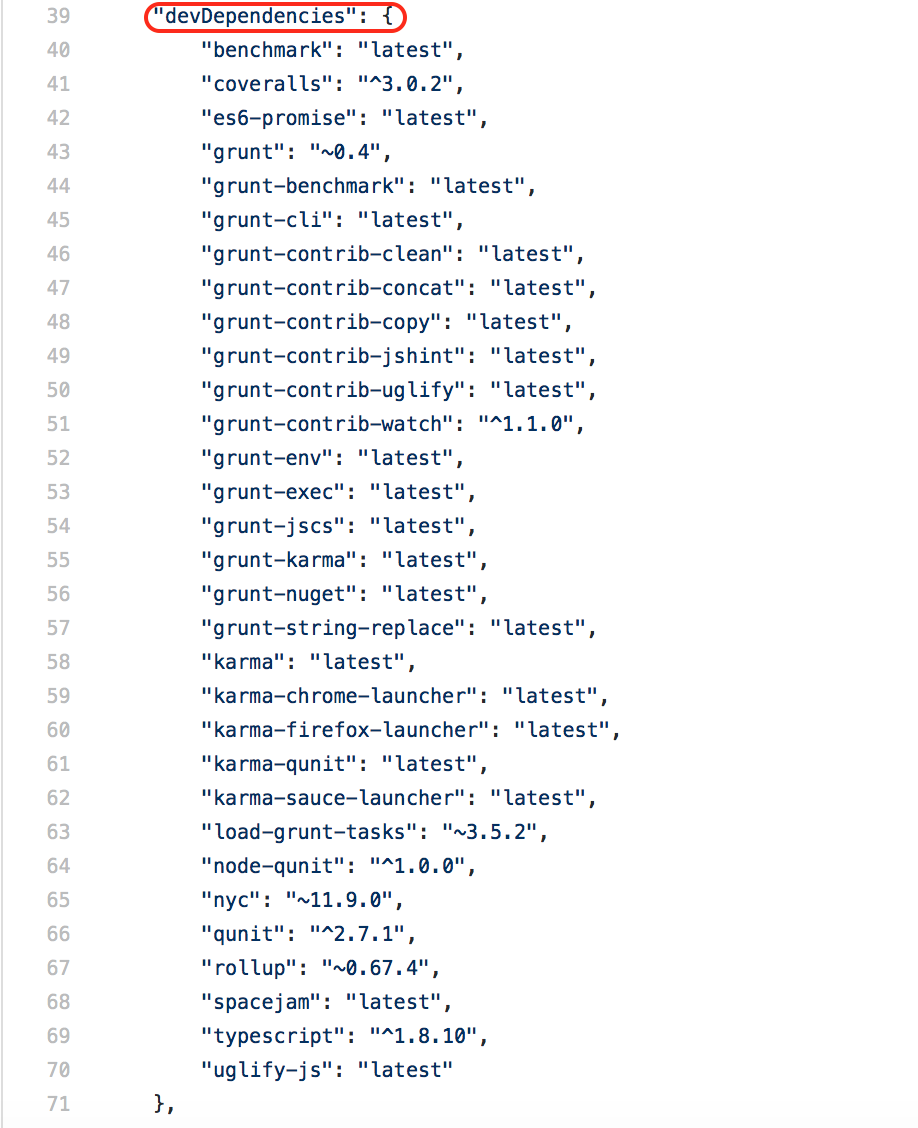 39 "devDependencies": {
40 "benchmark": "latest",
41 "coveralls": "^3.0.2",
42 "es6-promise": "latest",
43 "grunt": "~0.4",
44 "grunt-benchmark": "latest",
45 "grunt-cli": "latest",
46 "grunt-contrib-clean": "latest",
47 "grunt-contrib-concat": "latest",
48 "grunt-contrib-copy": "latest",
49 "grunt-contrib-jshint": "latest",
50 "grunt-contrib-uglify": "latest",
51 "grunt-contrib-watch": "^1.1.0",
52 "grunt-env": "latest",
53 "grunt-exec": "latest",
54 "grunt-jscs": "latest",
55 "grunt-karma": "latest",
56 "grunt-nuget": "latest",
57 "grunt-string-replace": "latest",
58 "karma": "latest",
59 "karma-chrome-launcher": "latest",
60 "karma-firefox-launcher": "latest",
61 "karma-qunit": "latest",
62 "karma-sauce-launcher": "latest",
63 "load-grunt-tasks": "~3.5.2",
64 "node-qunit": "^1.0.0",
65 "nyc": "~11.9.0",
66 "qunit": "^2.7.1",
67 "rollup": "~0.67.4",
68 "spacejam": "latest",
69 "typescript": "^1.8.10",
70 "uglify-js": "latest"
71 },